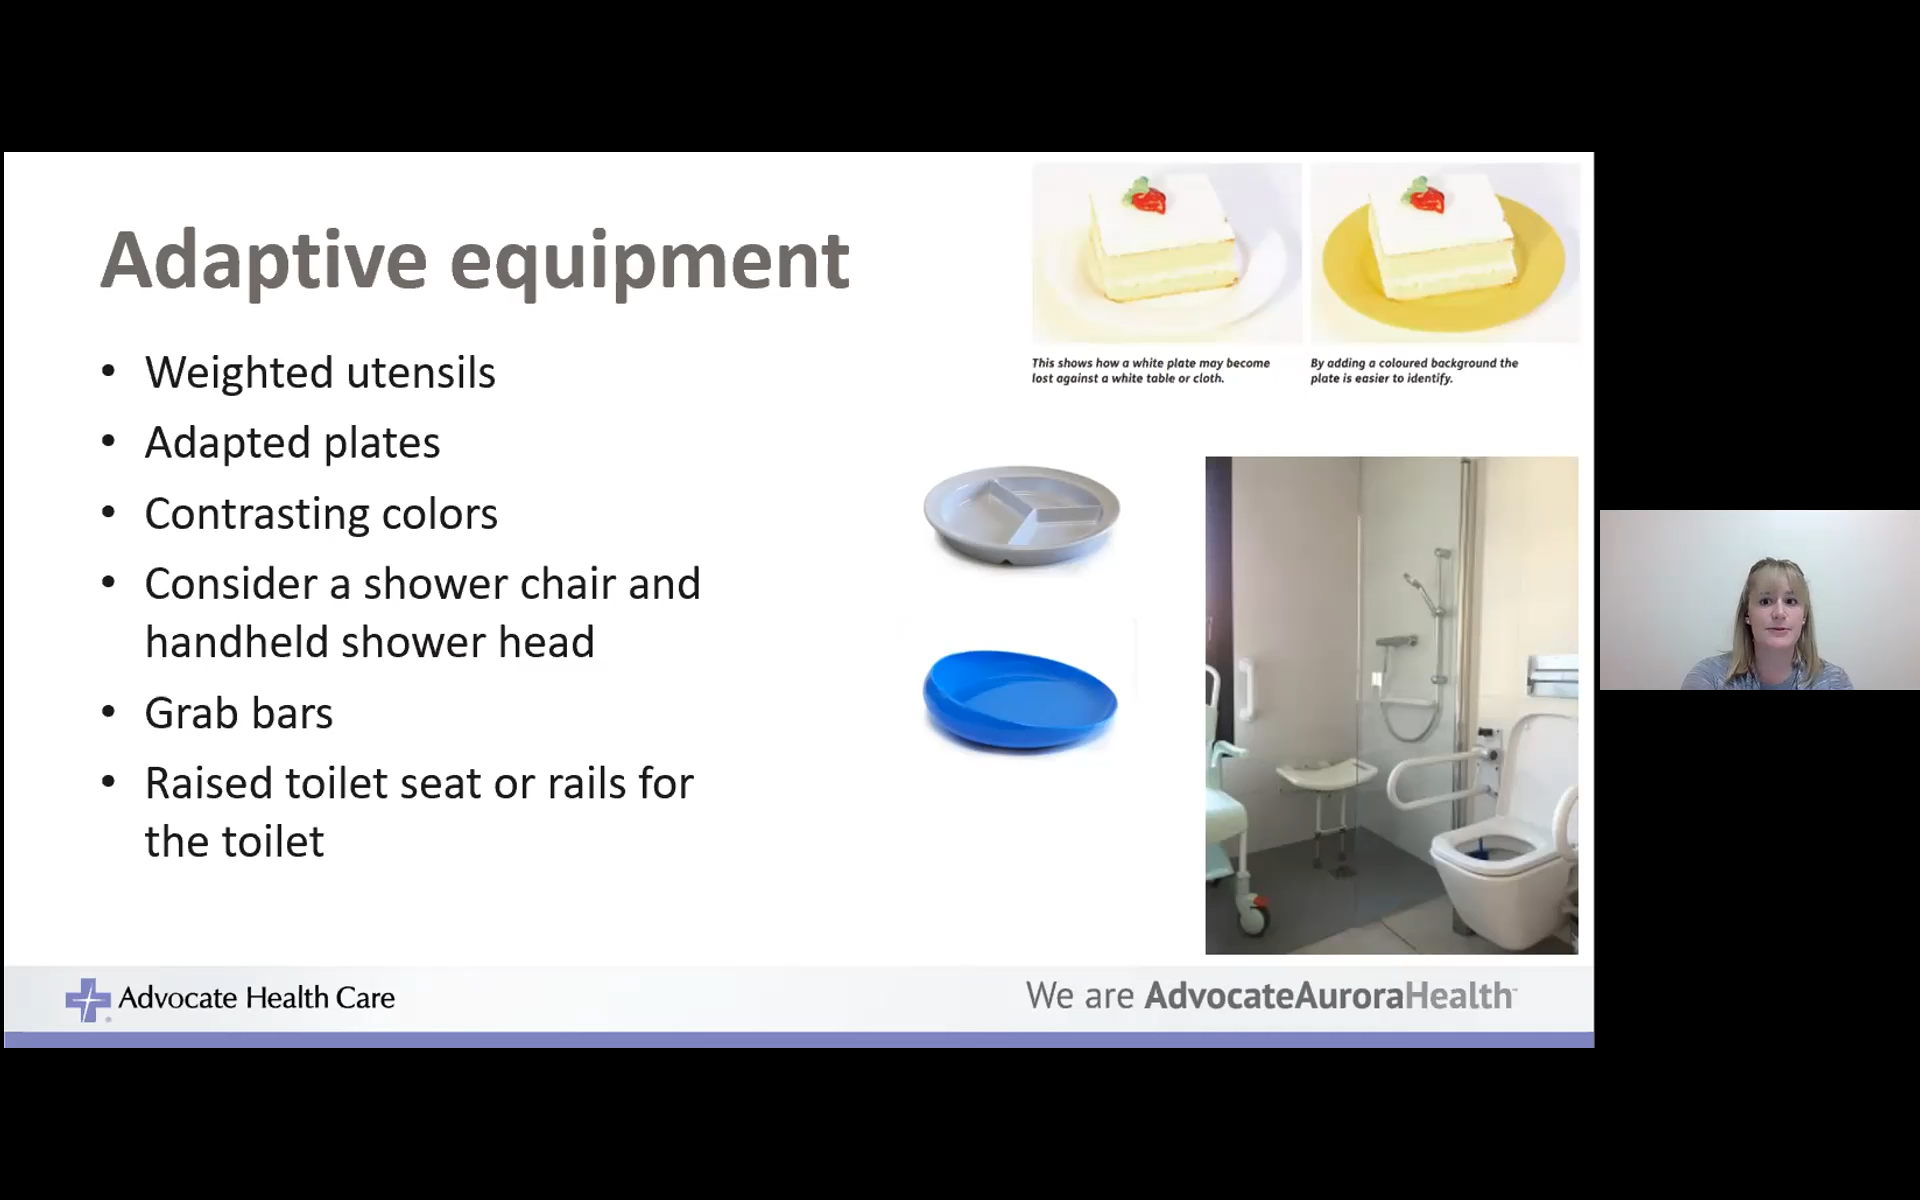 Adaptive equipment
• Weighted utensils
• Adapted plates
• Contrasting colors
• Consider a shower chair and
handheld shower head
• Grab bars
• Raised toilet seat or rails for
the toilet
This shows how a white plate may become
lost against a white table or cloth.
By adding a coloured background the
plate is easier to identify.
Advocate Health Care
We are AdvocateAuroraHealth